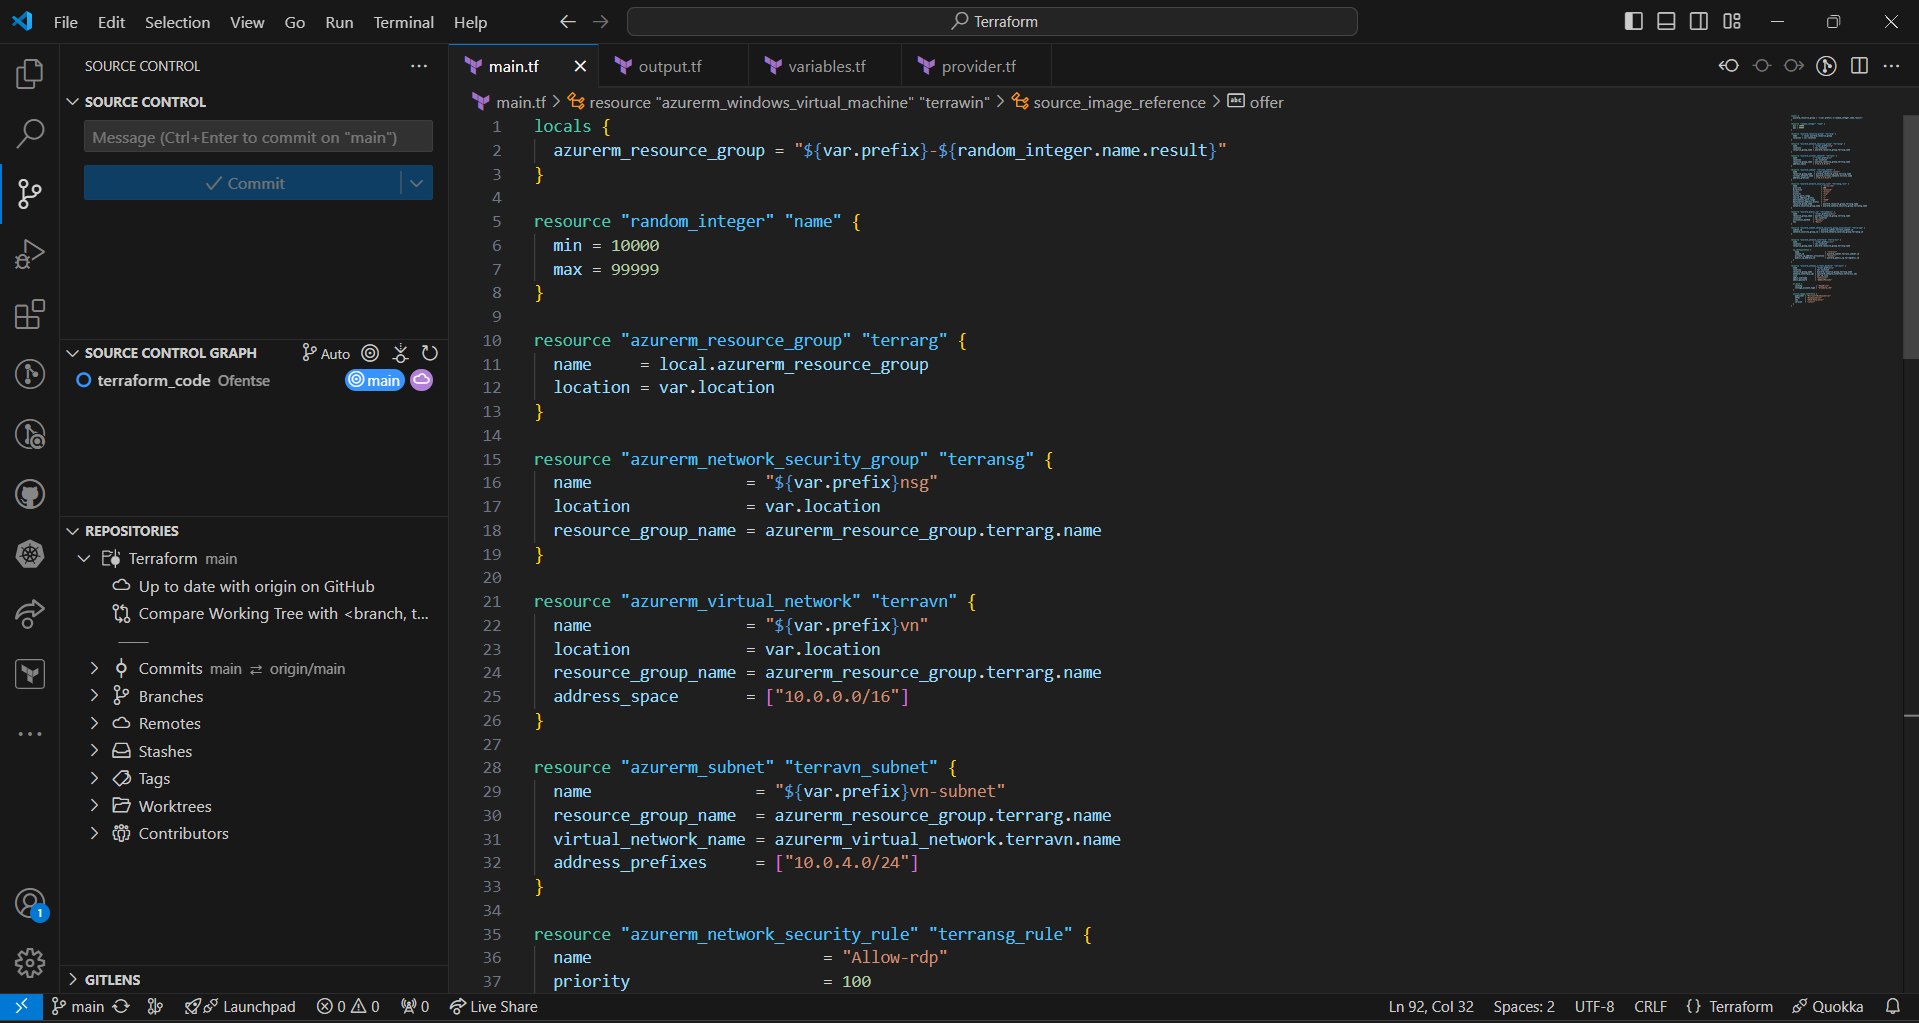 File Edit Selection View Go Run Terminal Help
Terraform
SOURCE CONTROL
SOURCE CONTROL
Message (Ctrl+Enter to commit on "main")
Commit
SOURCE CONTROL GRAPH
Auto
terraform_code Ofentse
main
REPOSITORIES
Terraform main
Up to date with origin on GitHub
Compare Working Tree with <branch, t...
Commits main ⇄ origin/main
Branches
Remotes
Stashes
Tags
Worktrees
Contributors
GITLENS
1
main.tf
output.tf
variables.tf
provider.tf
main.tf > resource "azurerm_windows_virtual_machine" "terrawin" > source_image_reference > abc offer
1 locals {
2 azurerm_resource_group = "${var.prefix}-${random_integer.name.result}"
3 }
4
5 resource "random_integer" "name" {
6 min = 10000
7 max = 99999
8 }
9
10 resource "azurerm_resource_group" "terrarg" {
11 name     = local.azurerm_resource_group
12 location = var.location
13 }
14
15 resource "azurerm_network_security_group" "terransg" {
16 name                = "${var.prefix}nsg"
17 location            = var.location
18 resource_group_name = azurerm_resource_group.terrarg.name
19 }
20
21 resource "azurerm_virtual_network" "terravn" {
22 name                = "${var.prefix}vn"
23 location            = var.location
24 resource_group_name = azurerm_resource_group.terrarg.name
25 address_space       = ["10.0.0.0/16"]
26 }
27
28 resource "azurerm_subnet" "terravn_subnet" {
29 name                 = "${var.prefix}vn-subnet"
30 resource_group_name  = azurerm_resource_group.terrarg.name
31 virtual_network_name = azurerm_virtual_network.terravn.name
32 address_prefixes     = ["10.0.4.0/24"]
33 }
34
35 resource "azurerm_network_security_rule" "terransg_rule" {
36 name                        = "Allow-rdp"
37 priority                    = 100
main
Launchpad
0 0
0
Live Share
Ln 92, Col 32
Spaces: 2
UTF-8
CRLF
{} Terraform
Quokka